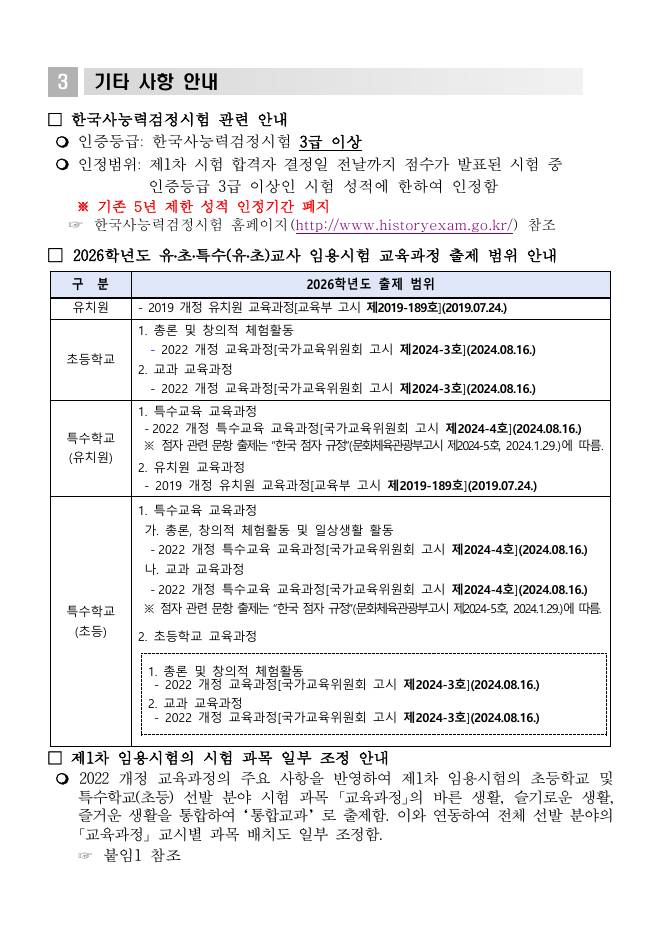 3 기타 사항 안내
□ 한국사능력검정시험 관련 안내
❍ 인증등급: 한국사능력검정시험 3급 이상
❍ 인정범위: 제1차 시험 합격자 결정일 전날까지 점수가 발표된 시험 중
인증등급 3급 이상인 시험 성적에 한하여 인정함
※ 기존 5년 제한 성적 인정기간 폐지
☞ 한국사능력검정시험 홈페이지(http://www.historyexam.go.kr/) 참조
□ 2026학년도 유·초·특수(유·초)교사 임용시험 교육과정 출제 범위 안내
구 분 2026학년도 출제 범위
유치원 - 2019 개정 유치원 교육과정[교육부 고시 제2019-189호](2019.07.24.)
1. 총론 및 창의적 체험활동
- 2022 개정 교육과정[국가교육위원회 고시 제2024-3호](2024.08.16.)
초등학교
2. 교과 교육과정
- 2022 개정 교육과정[국가교육위원회 고시 제2024-3호](2024.08.16.)
1. 특수교육 교육과정
- 2022 개정 특수교육 교육과정[국가교육위원회 고시 제2024-4호](2024.08.16.)
특수학교
(유치원)
※ 점자 관련 문항 출제는 “한국 점자 규정”(문화체육관광부고시 제2024-5호, 2024.1.29.)에 따름.
2. 유치원 교육과정
- 2019 개정 유치원 교육과정[교육부 고시 제2019-189호](2019.07.24.)
1. 특수교육 교육과정
가. 총론, 창의적 체험활동 및 일상생활 활동
- 2022 개정 특수교육 교육과정[국가교육위원회 고시 제2024-4호](2024.08.16.)
나. 교과 교육과정
- 2022 개정 특수교육 교육과정[국가교육위원회 고시 제2024-4호](2024.08.16.)
※ 점자 관련 문항 출제는 “한국 점자 규정”(문화체육관광부고시 제2024-5호, 2024.1.29.)에 따름.
특수학교
(초등)
2. 초등학교 교육과정
1. 총론 및 창의적 체험활동
- 2022 개정 교육과정[국가교육위원회 고시 제2024-3호](2024.08.16.)
2. 교과 교육과정
- 2022 개정 교육과정[국가교육위원회 고시 제2024-3호](2024.08.16.)
□ 제1차 임용시험의 시험 과목 일부 조정 안내
❍ 2022 개정 교육과정의 주요 사항을 반영하여 제1차 임용시험의 초등학교 및
특수학교(초등) 선발 분야 시험 과목 「교육과정」의 바른 생활, 슬기로운 생활,
즐거운 생활을 통합하여 ‘통합교과’ 로 출제함. 이와 연동하여 전체 선발 분야의
「교육과정」 교시별 과목 배치도 일부 조정함.
☞ 붙임1 참조